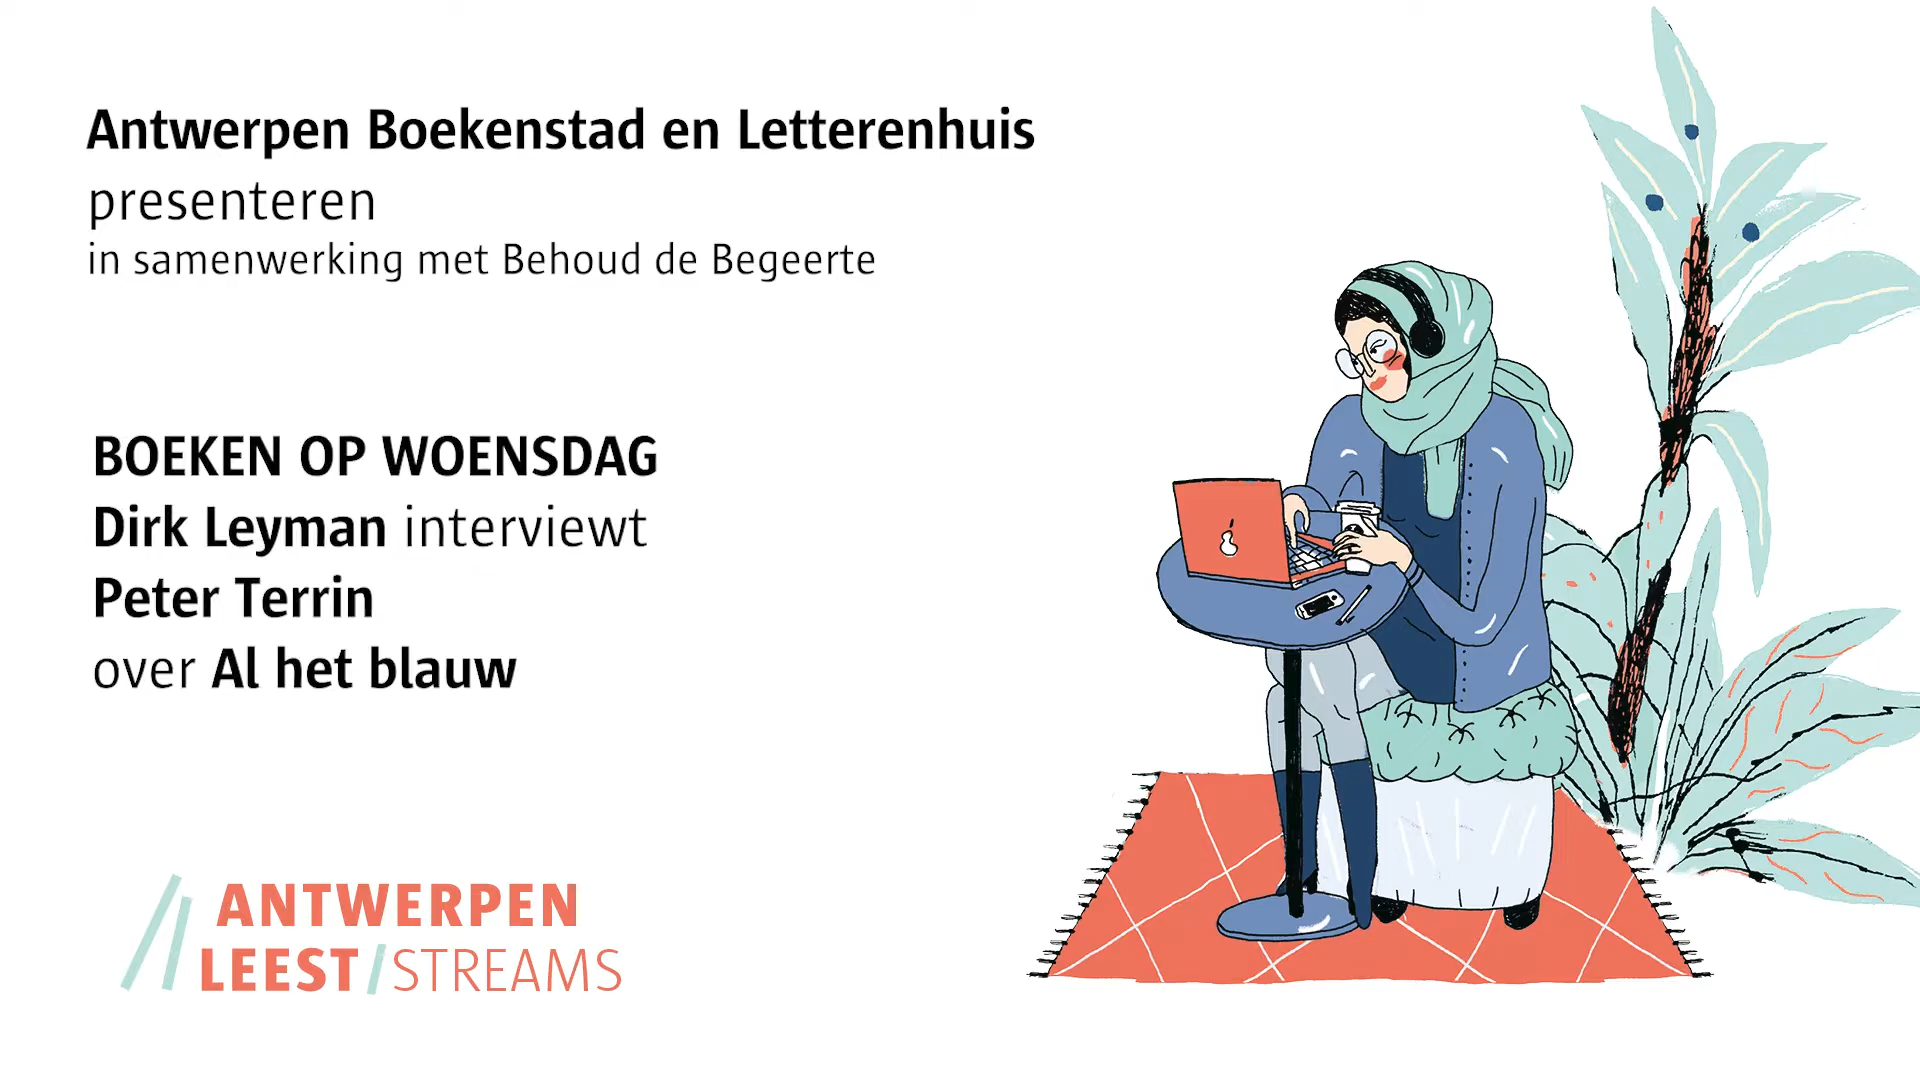 Antwerpen Boekenstad en Letterenhuis
presenteren
in samenwerking met Behoud de Begeerte
BOEKEN OP WOENSDAG
Dirk Leyman interviewt
Peter Terrin
over Al het blauw
ANTWERPEN
LEEST/STREAMS